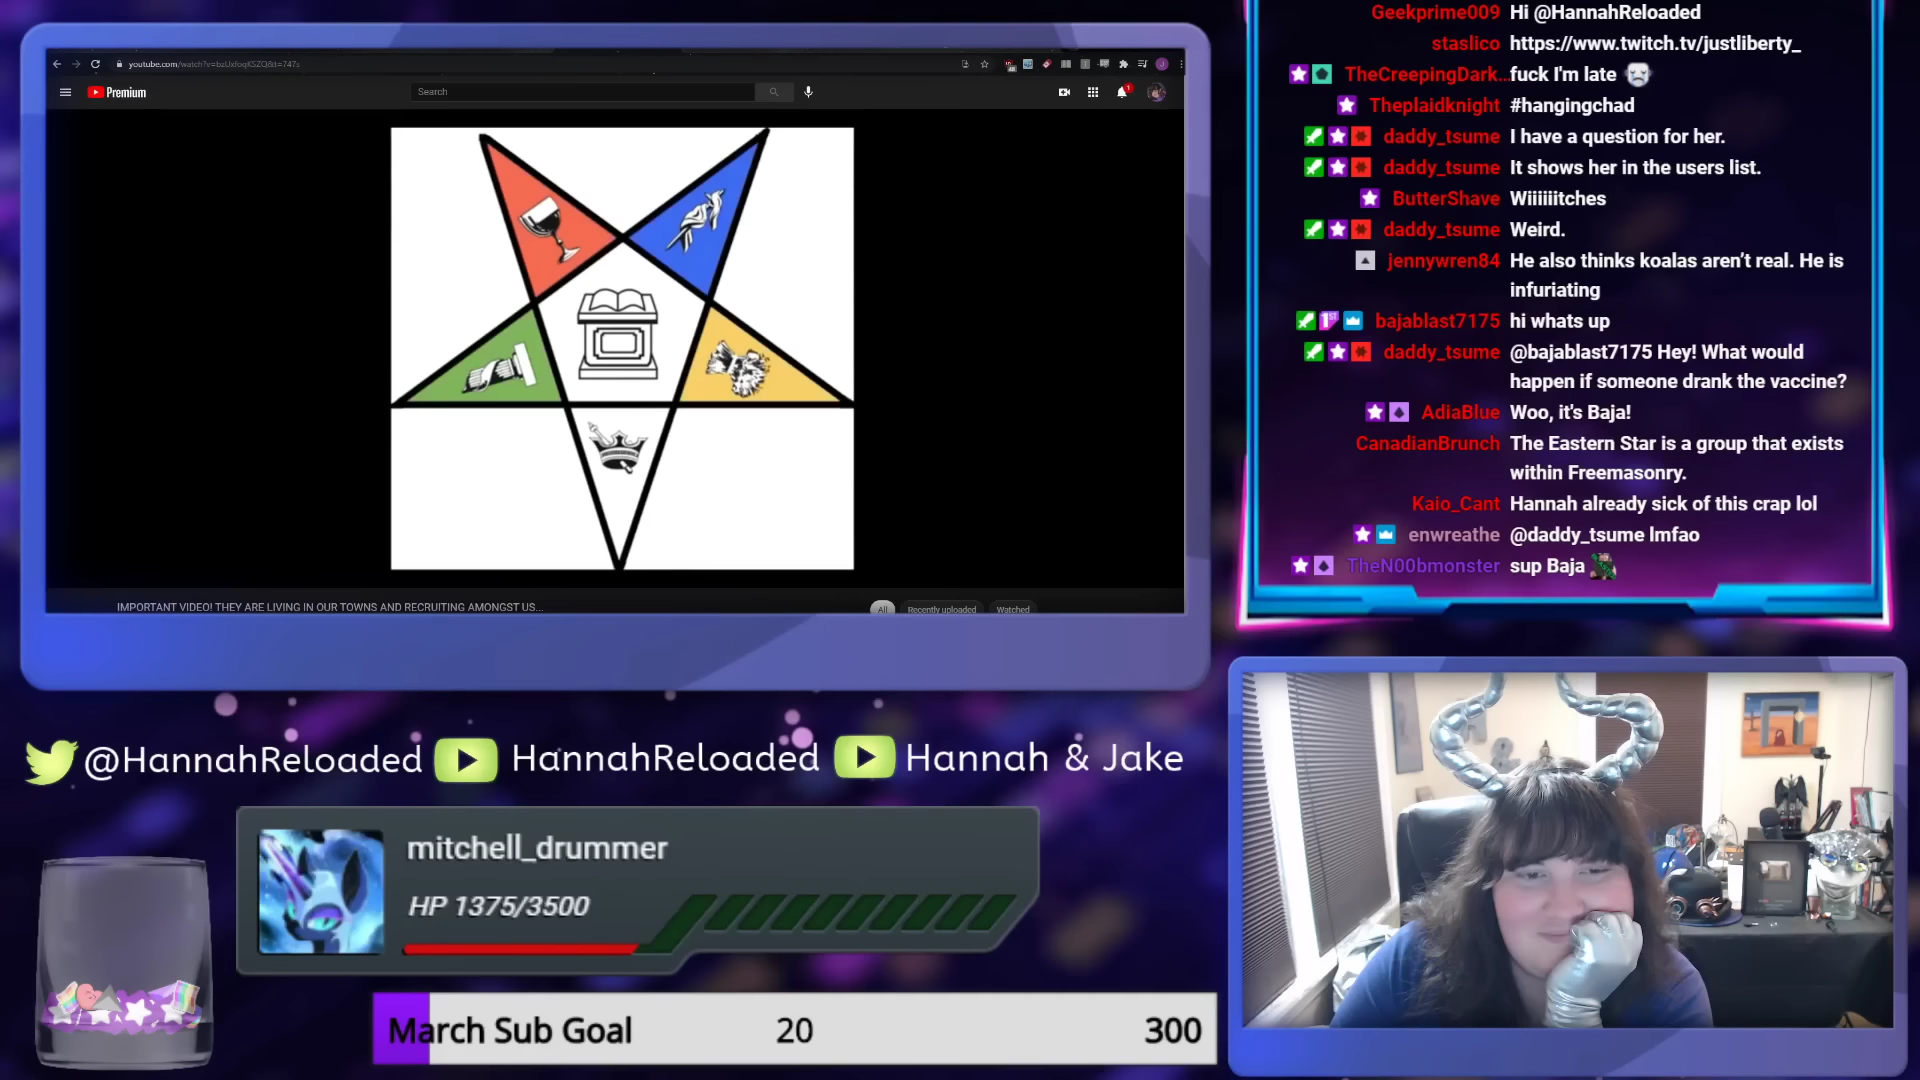 youtube.com/watch?v=bzUxfoqKSZQ&t=747s
Premium
Search
IMPORTANT VIDEO! THEY ARE LIVING IN OUR TOWNS AND RECRUITING AMONGST US...
All
Recently uploaded
Watched
Geekprime009 Hi @HannahReloaded
staslico https://www.twitch.tv/justliberty_
TheCreepingDark... fuck I'm late
Theplaidknight #hangingchad
daddy_tsume I have a question for her.
daddy_tsume It shows her in the users list.
ButterShave Wiiiiiitches
daddy_tsume Weird.
jennywren84 He also thinks koalas aren't real. He is
infuriating
bajablast7175 hi whats up
daddy_tsume @bajablast7175 Hey! What would
happen if someone drank the vaccine?
AdiaBlue Woo, it's Baja!
CanadianBrunch The Eastern Star is a group that exists
within Freemasonry.
Kaio_Cant Hannah already sick of this crap lol
enwreathe @daddy_tsume lmfao
TheN00bmonster sup Baja
@HannahReloaded HannahReloaded Hannah & Jake
mitchell_drummer
HP 1375/3500
March Sub Goal 20 300